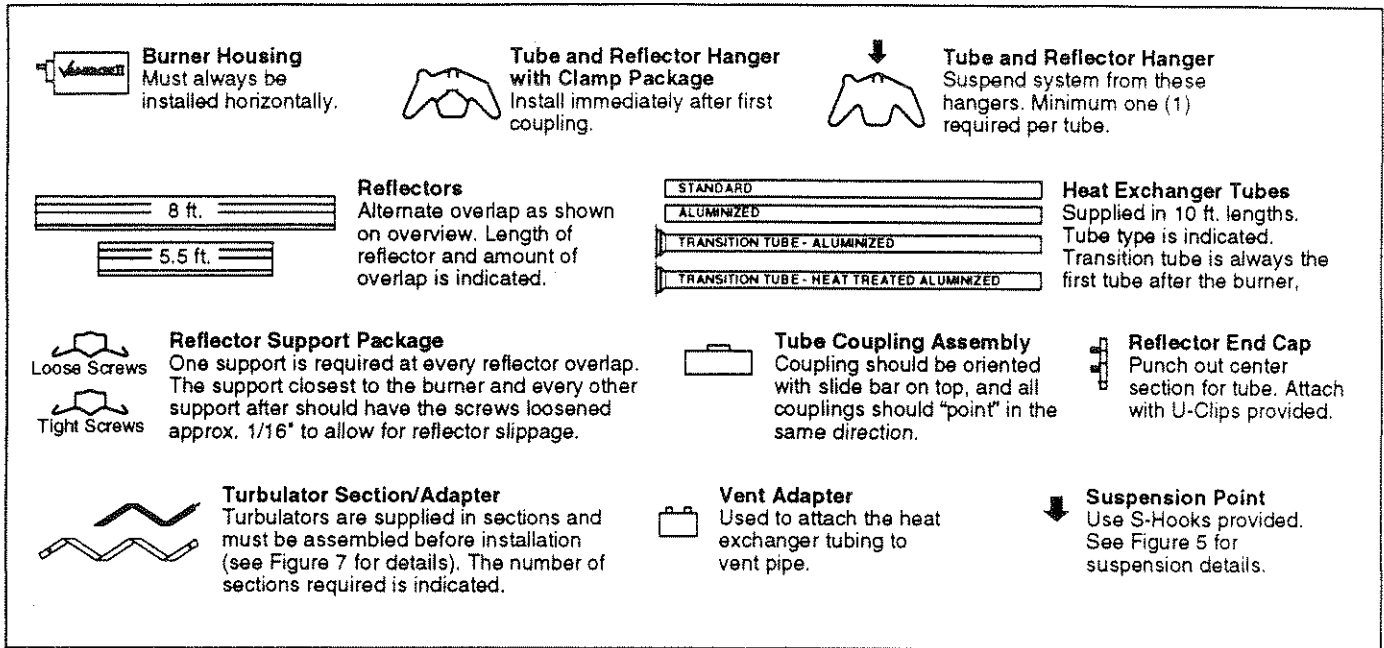 Burner Housing
Must always be
installed horizontally.
Tube and Reflector Hanger
with Clamp Package
Install immediately after first
coupling.
Tube and Reflector Hanger
Suspend system from these
hangers. Minimum one (1)
required per tube.
8 ft.
5.5 ft.
Reflectors
Alternate overlap as shown
on overview. Length of
reflector and amount of
overlap is indicated.
STANDARD
ALUMINIZED
TRANSITION TUBE - ALUMINIZED
TRANSITION TUBE - HEAT TREATED ALUMINIZED
Heat Exchanger Tubes
Supplied in 10 ft. lengths.
Tube type is indicated.
Transition tube is always the
first tube after the burner,
Loose Screws
Tight Screws
Reflector Support Package
One support is required at every reflector overlap.
The support closest to the burner and every other
support after should have the screws loosened
approx. 1/16" to allow for reflector slippage.
Tube Coupling Assembly
Coupling should be oriented
with slide bar on top, and all
couplings should "point" in the
same direction.
Reflector End Cap
Punch out center
section for tube. Attach
with U-Clips provided.
Turbulator Section/Adapter
Turbulators are supplied in sections and
must be assembled before installation
(see Figure 7 for details). The number of
sections required is indicated.
Vent Adapter
Used to attach the heat
exchanger tubing to
vent pipe.
Suspension Point
Use S-Hooks provided.
See Figure 5 for
suspension details.